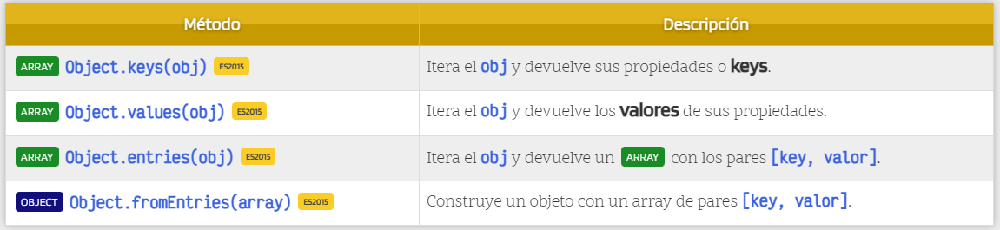 Método Descripción
ARRAY Object.keys(obj) ES2015 Itera el obj y devuelve sus propiedades o keys.
ARRAY Object.values(obj) ES2015 Itera el obj y devuelve los valores de sus propiedades.
ARRAY Object.entries(obj) ES2015 Itera el obj y devuelve un ARRAY con los pares [key, valor].
OBJECT Object.fromEntries(array) ES2015 Construye un objeto con un array de pares [key, valor].